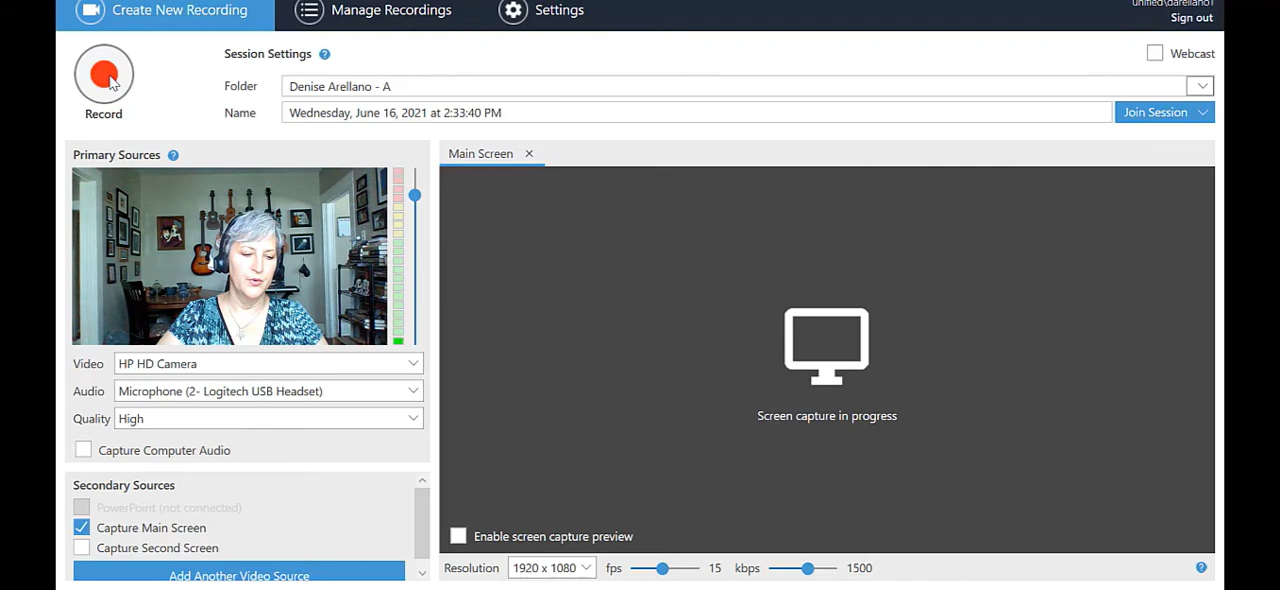 Create New Recording
Manage Recordings
Settings
unified\darellano1
Sign out
Record
Session Settings ?
Webcast
Folder
Denise Arellano - A
Name
Wednesday, June 16, 2021 at 2:33:40 PM
Join Session
Primary Sources ?
Main Screen ×
Video HP HD Camera
Audio Microphone (2- Logitech USB Headset)
Quality High
Capture Computer Audio
Screen capture in progress
Secondary Sources
PowerPoint (not connected)
Capture Main Screen
Capture Second Screen
Add Another Video Source
Enable screen capture preview
Resolution 1920 x 1080 fps 15 kbps 1500 ?